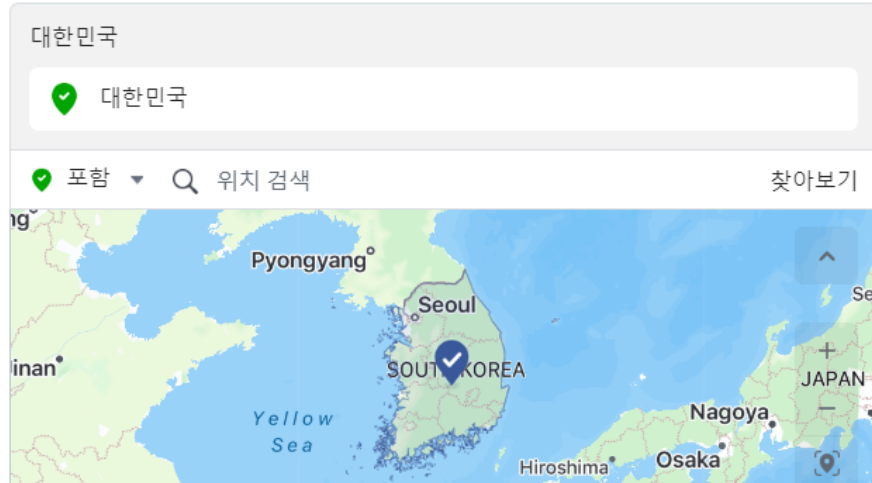 대한민국
대한민국
포함 위치 검색 찾아보기
Pyongyang
Seoul
SOUTH KOREA
JAPAN
Nagoya
Yellow
Sea
Osaka
Hiroshima